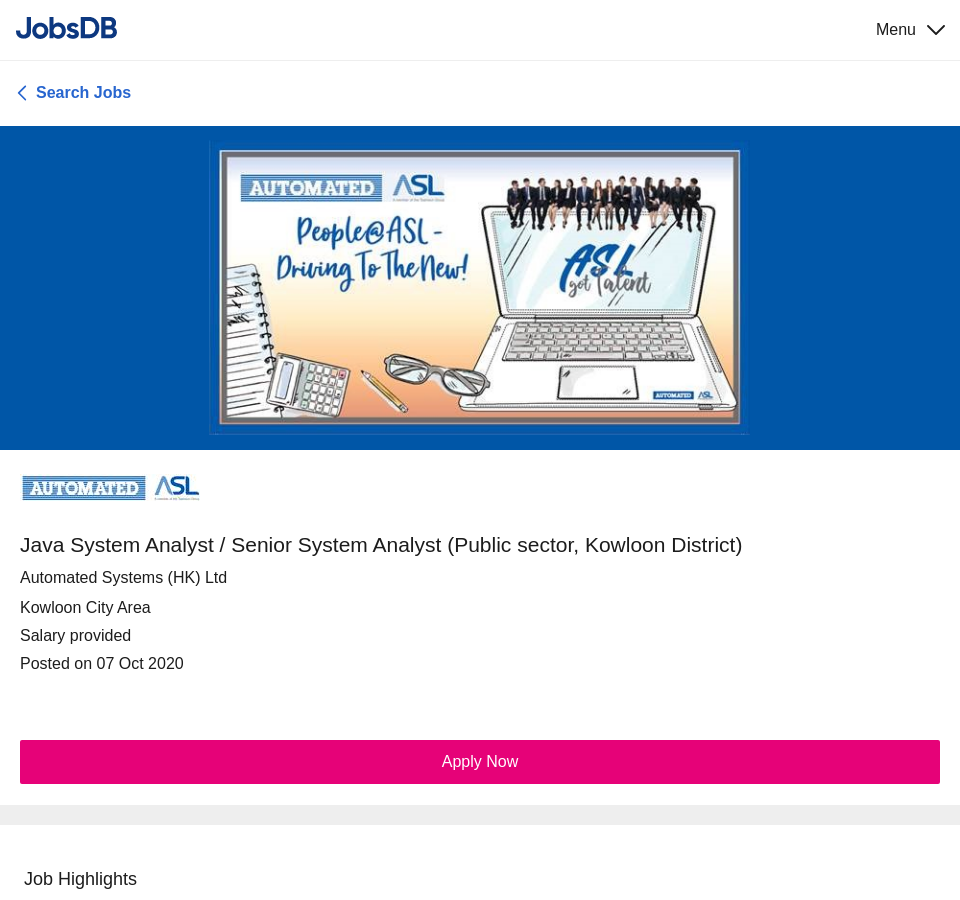 JobsDB
Menu
Search Jobs
AUTOMATED ASL
People@ASL -
Driving To The New!
ASL
got Talent
AUTOMATED ASL
AUTOMATED ASL
Java System Analyst / Senior System Analyst (Public sector, Kowloon District)
Automated Systems (HK) Ltd
Kowloon City Area
Salary provided
Posted on 07 Oct 2020
Apply Now
Job Highlights